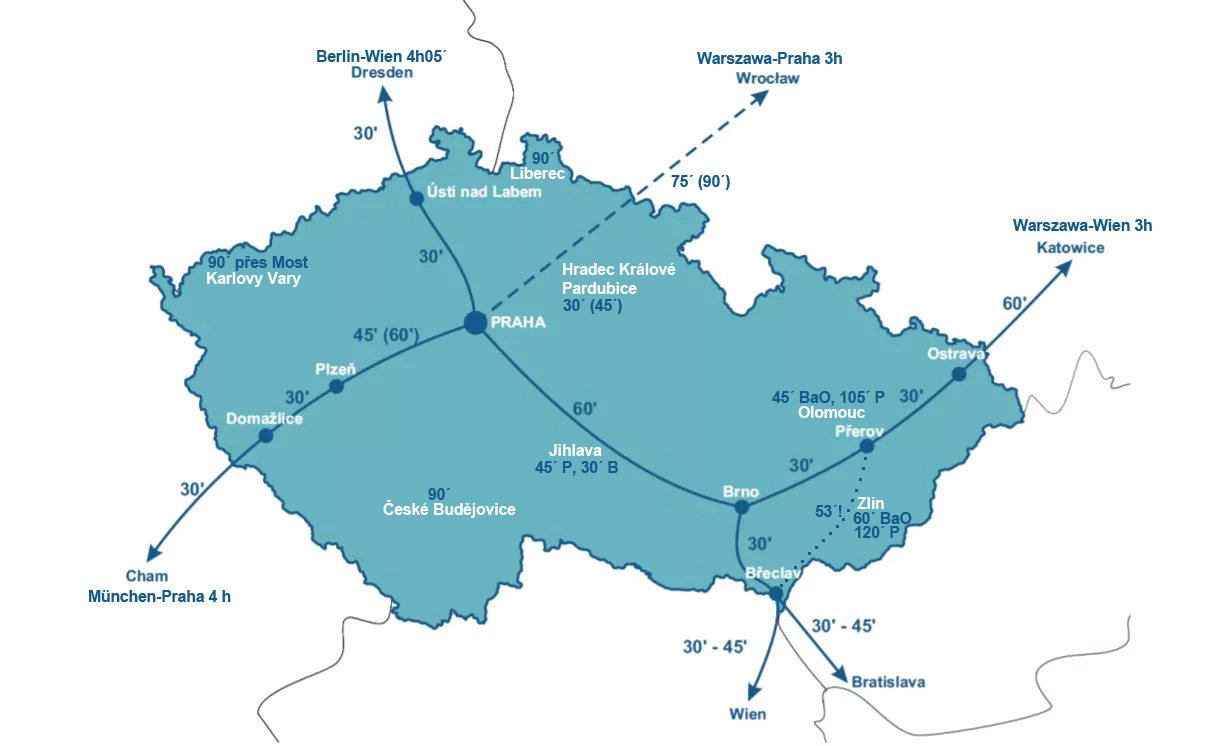 Berlin-Wien 4h05´
Dresden
Warszawa-Praha 3h
Wrocław
30'
90´
Liberec
75´ (90´)
Ústí nad Labem
Warszawa-Wien 3h
Katowice
30'
90´ přes Most
Karlovy Vary
Hradec Králové
Pardubice
30´ (45´)
60'
PRAHA
45' (60')
Ostrava
Plzeň
30'
45´ BaO, 105´ P
30'
Olomouc
Domažlice
60'
Přerov
Jihlava
45´ P, 30´ B
30'
30'
90´
České Budějovice
Brno
53´!
Zlín
60´ BaO
120´ P
30'
Břeclav
Cham
München-Praha 4 h
30' - 45'
30' - 45'
Bratislava
Wien